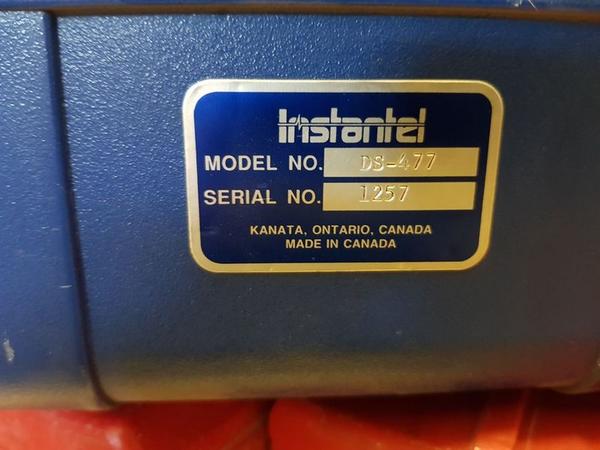 Instantel
MODEL NO. DS-477
SERIAL NO. 1257
KANATA, ONTARIO, CANADA
MADE IN CANADA